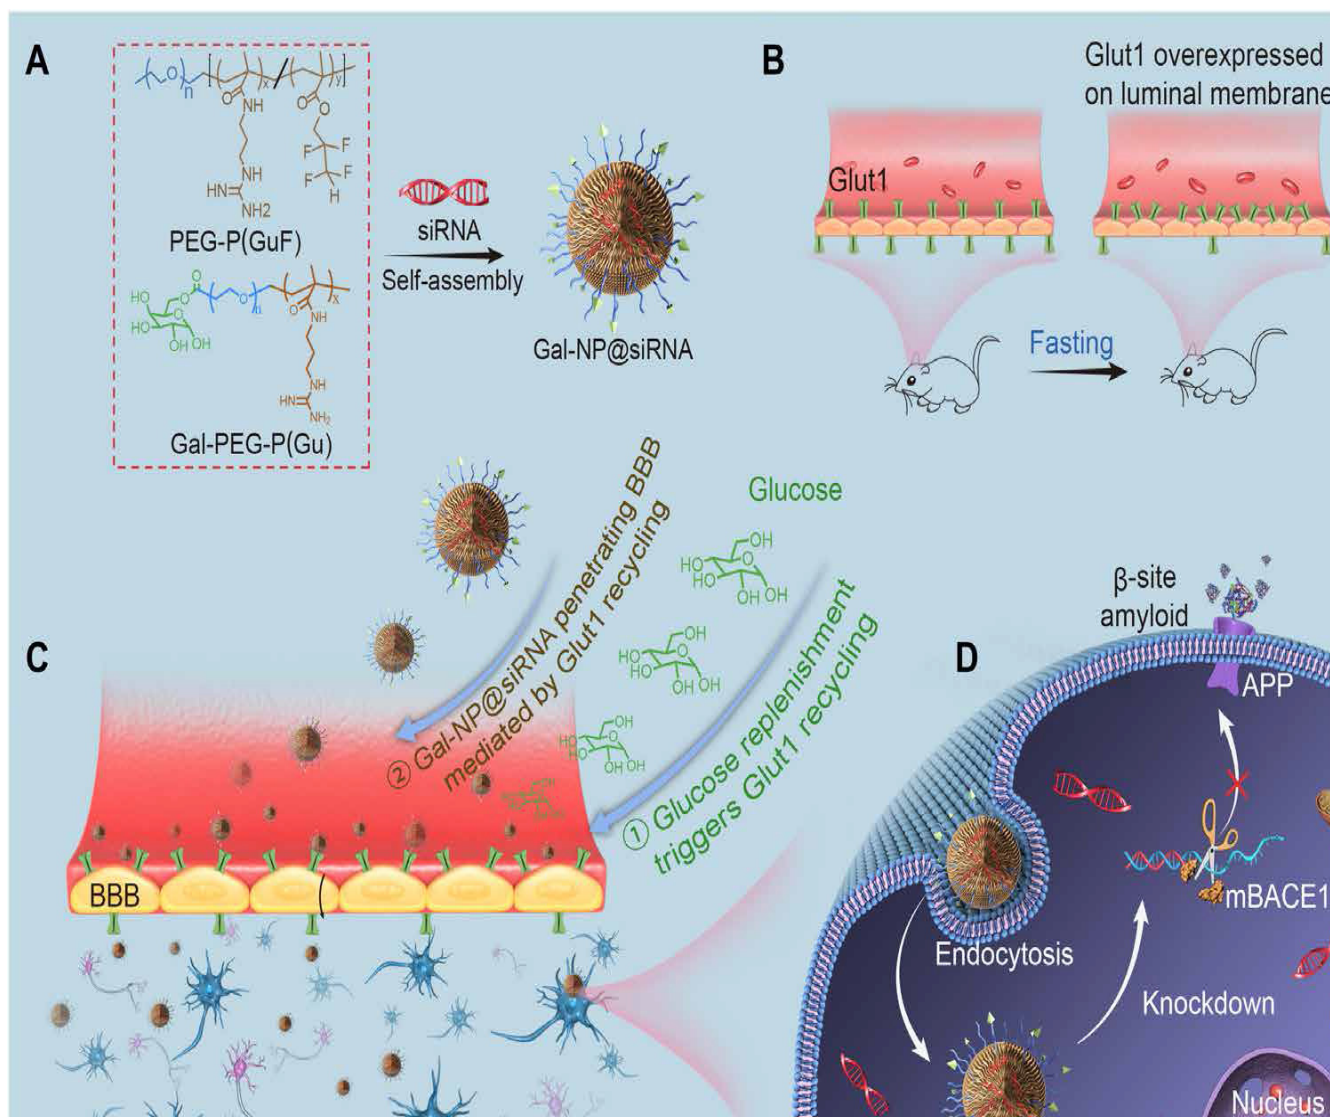 A
PEG-P(GuF)
Gal-PEG-P(Gu)
siRNA
Self-assembly
Gal-NP@siRNA
B
Glut1 overexpressed
on luminal membrane
Glut1
Fasting
C
② Gal-NP@siRNA penetrating BBB
mediated by Glut1 recycling
Glucose
① Glucose replenishment
triggers Glut1 recycling
BBB
D
β-site
amyloid
APP
mBACE1
Endocytosis
Knockdown
Nucleus